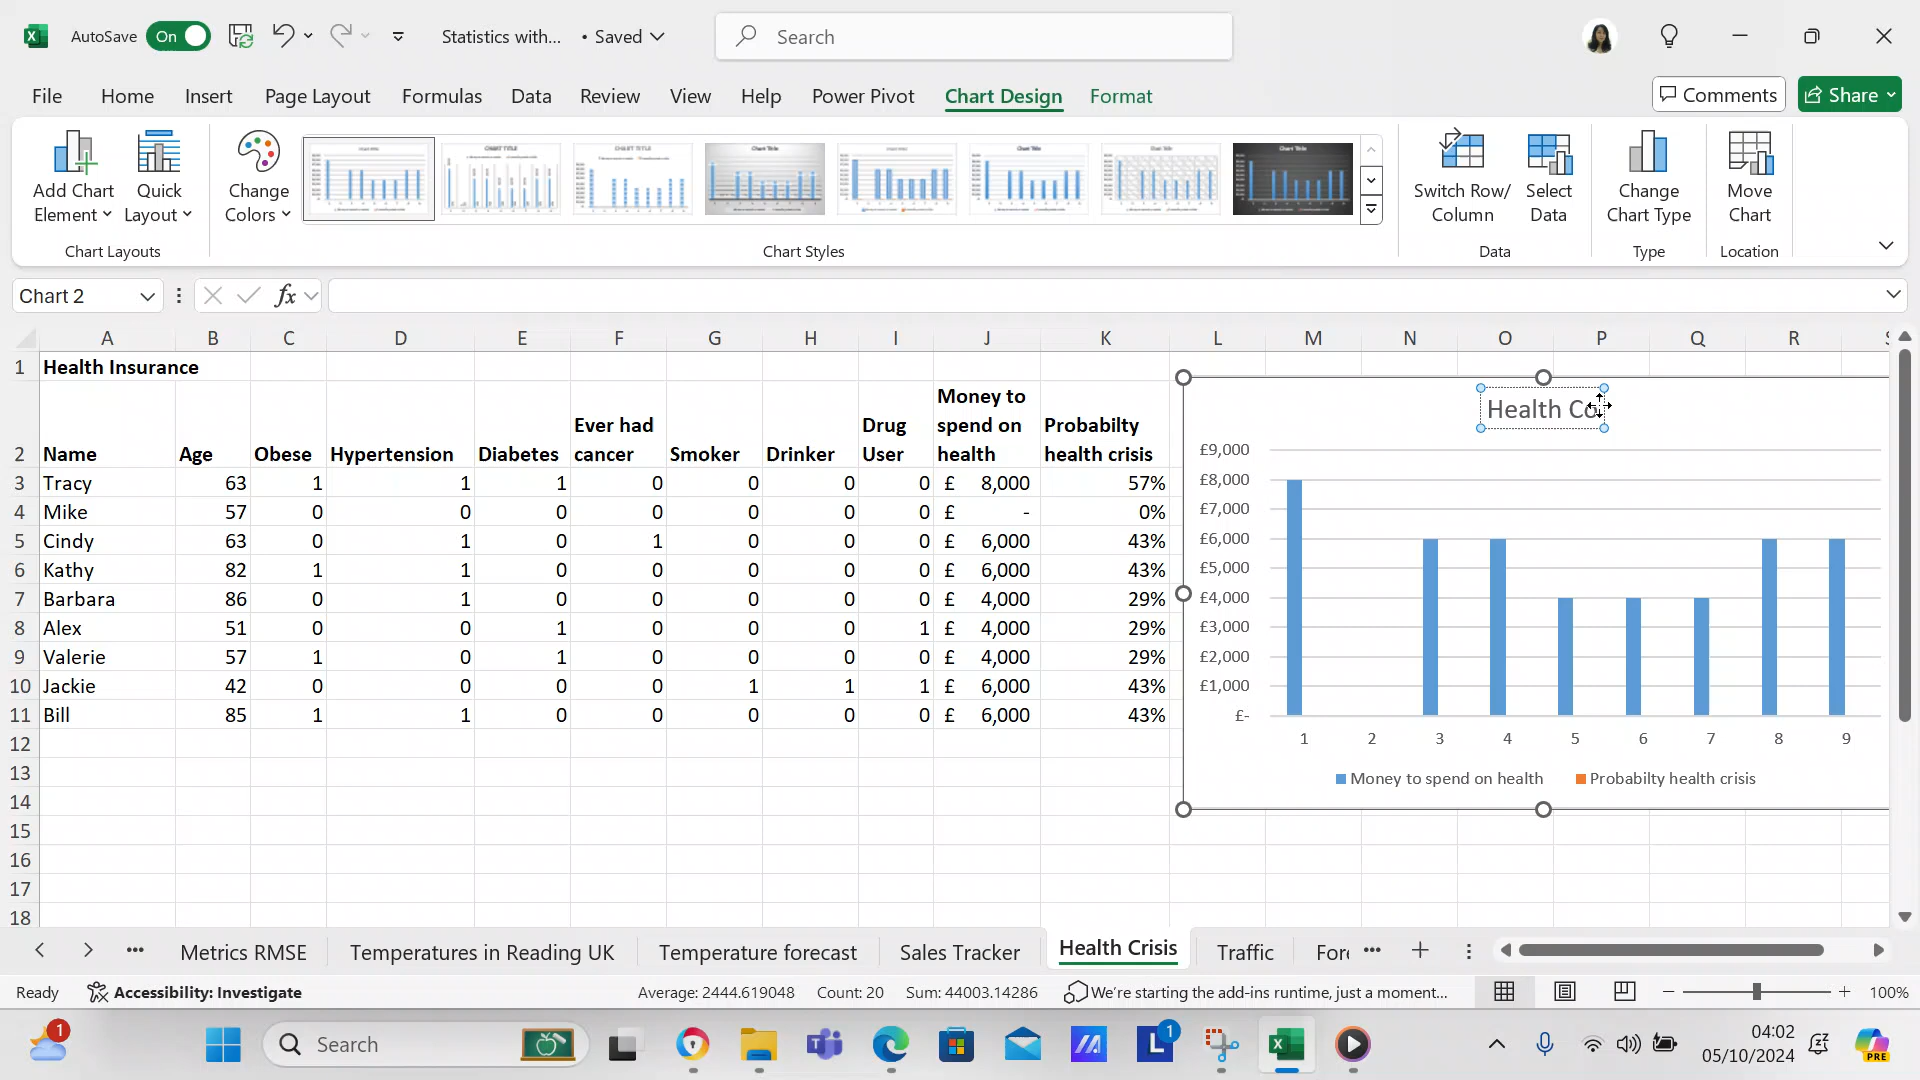 AutoSave On Statistics with... • Saved Search
File Home Insert Page Layout Formulas Data Review View Help Power Pivot Chart Design Format Comments Share
Add Chart Element Quick Layout Change Colors Switch Row/ Column Select Data Change Chart Type Move Chart
Chart Layouts Chart Styles Data Type Location
Chart 2 fx
A B C D E F G H I J K L M N O P Q R
1 Health Insurance
2 Name Age Obese Hypertension Diabetes Ever had cancer Smoker Drinker Drug User Money to spend on health Probabilty health crisis
3 Tracy 63 1 1 1 0 0 0 0 £ 8,000 57%
4 Mike 57 0 0 0 0 0 0 0 £ - 0%
5 Cindy 63 0 1 0 1 0 0 0 £ 6,000 43%
6 Kathy 82 1 1 0 0 0 0 0 £ 6,000 43%
7 Barbara 86 0 1 0 0 0 0 0 £ 4,000 29%
8 Alex 51 0 0 1 0 0 0 1 £ 4,000 29%
9 Valerie 57 1 0 1 0 0 0 0 £ 4,000 29%
10 Jackie 42 0 0 0 0 1 1 1 £ 6,000 43%
11 Bill 85 1 1 0 0 0 0 0 £ 6,000 43%
12
13
14
15
16
17
18
Health Co
£9,000
£8,000
£7,000
£6,000
£5,000
£4,000
£3,000
£2,000
£1,000
£-
1 2 3 4 5 6 7 8 9
Money to spend on health Probabilty health crisis
Metrics RMSE Temperatures in Reading UK Temperature forecast Sales Tracker Health Crisis Traffic Fore
Ready Accessibility: Investigate Average: 2444.619048 Count: 20 Sum: 44003.14286 We're starting the add-ins runtime, just a moment... 100%
1 Search 1 04:02
05/10/2024
PRE